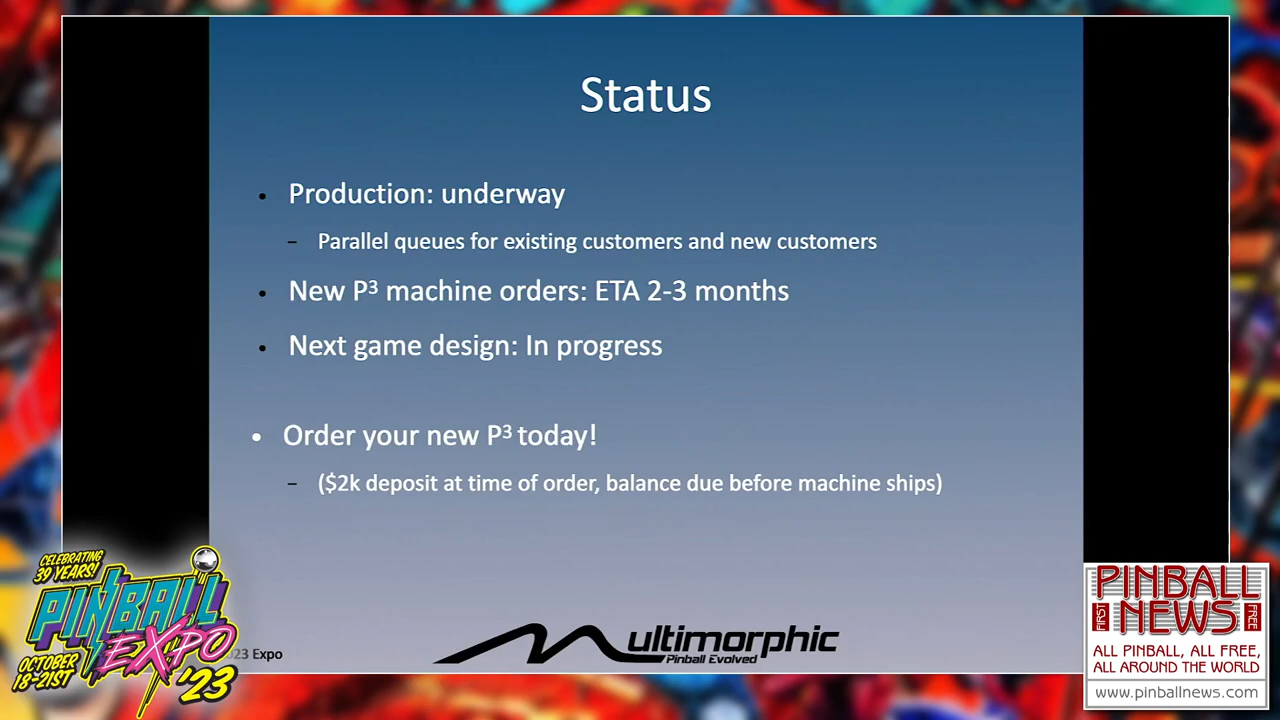 Status
• Production: underway
– Parallel queues for existing customers and new customers
• New P³ machine orders: ETA 2-3 months
• Next game design: In progress
• Order your new P³ today!
– ($2k deposit at time of order, balance due before machine ships)
CELEBRATING
39 YEARS!
PINBALL
EXPO
OCTOBER
18-21ST
'23
23 Expo
Multimorphic
Pinball Evolved
PINBALL
FIRST
NEWS
FREE
ALL PINBALL, ALL FREE,
ALL AROUND THE WORLD
www.pinballnews.com